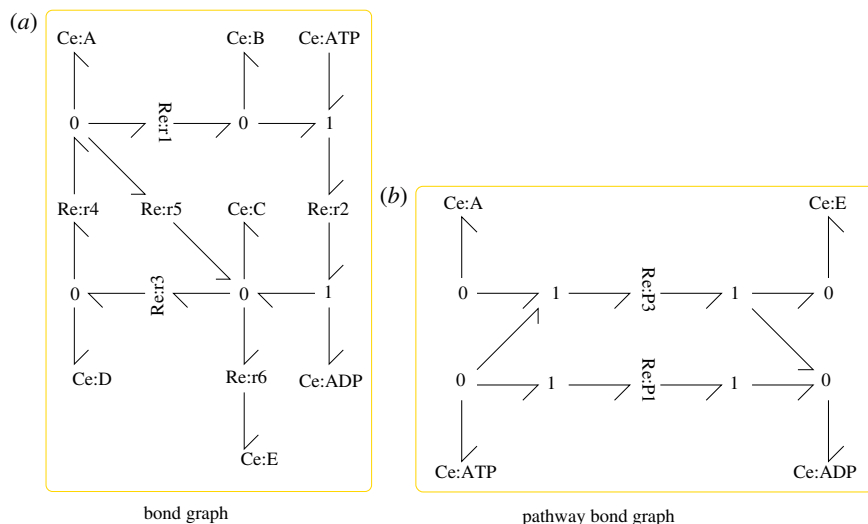 (a)
Ce:A Ce:B Ce:ATP
0 Re:r1 0 1
Re:r4 Re:r5 Ce:C Re:r2
0 Re:r3 0 1
Ce:D Re:r6 Ce:ADP
Ce:E
bond graph
(b)
Ce:A Ce:E
0 1 Re:P3 1 0
0 1 Re:P1 1 0
Ce:ATP Ce:ADP
pathway bond graph